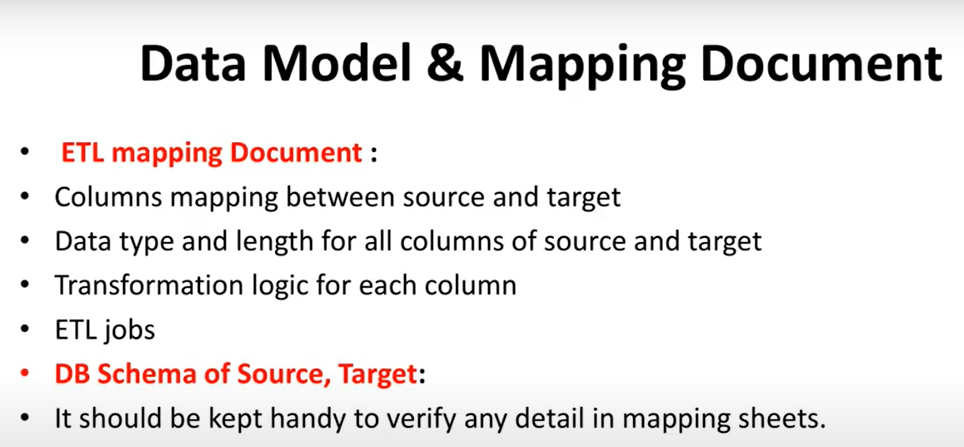 Data Model & Mapping Document
• ETL mapping Document :
• Columns mapping between source and target
• Data type and length for all columns of source and target
• Transformation logic for each column
• ETL jobs
• DB Schema of Source, Target:
• It should be kept handy to verify any detail in mapping sheets.